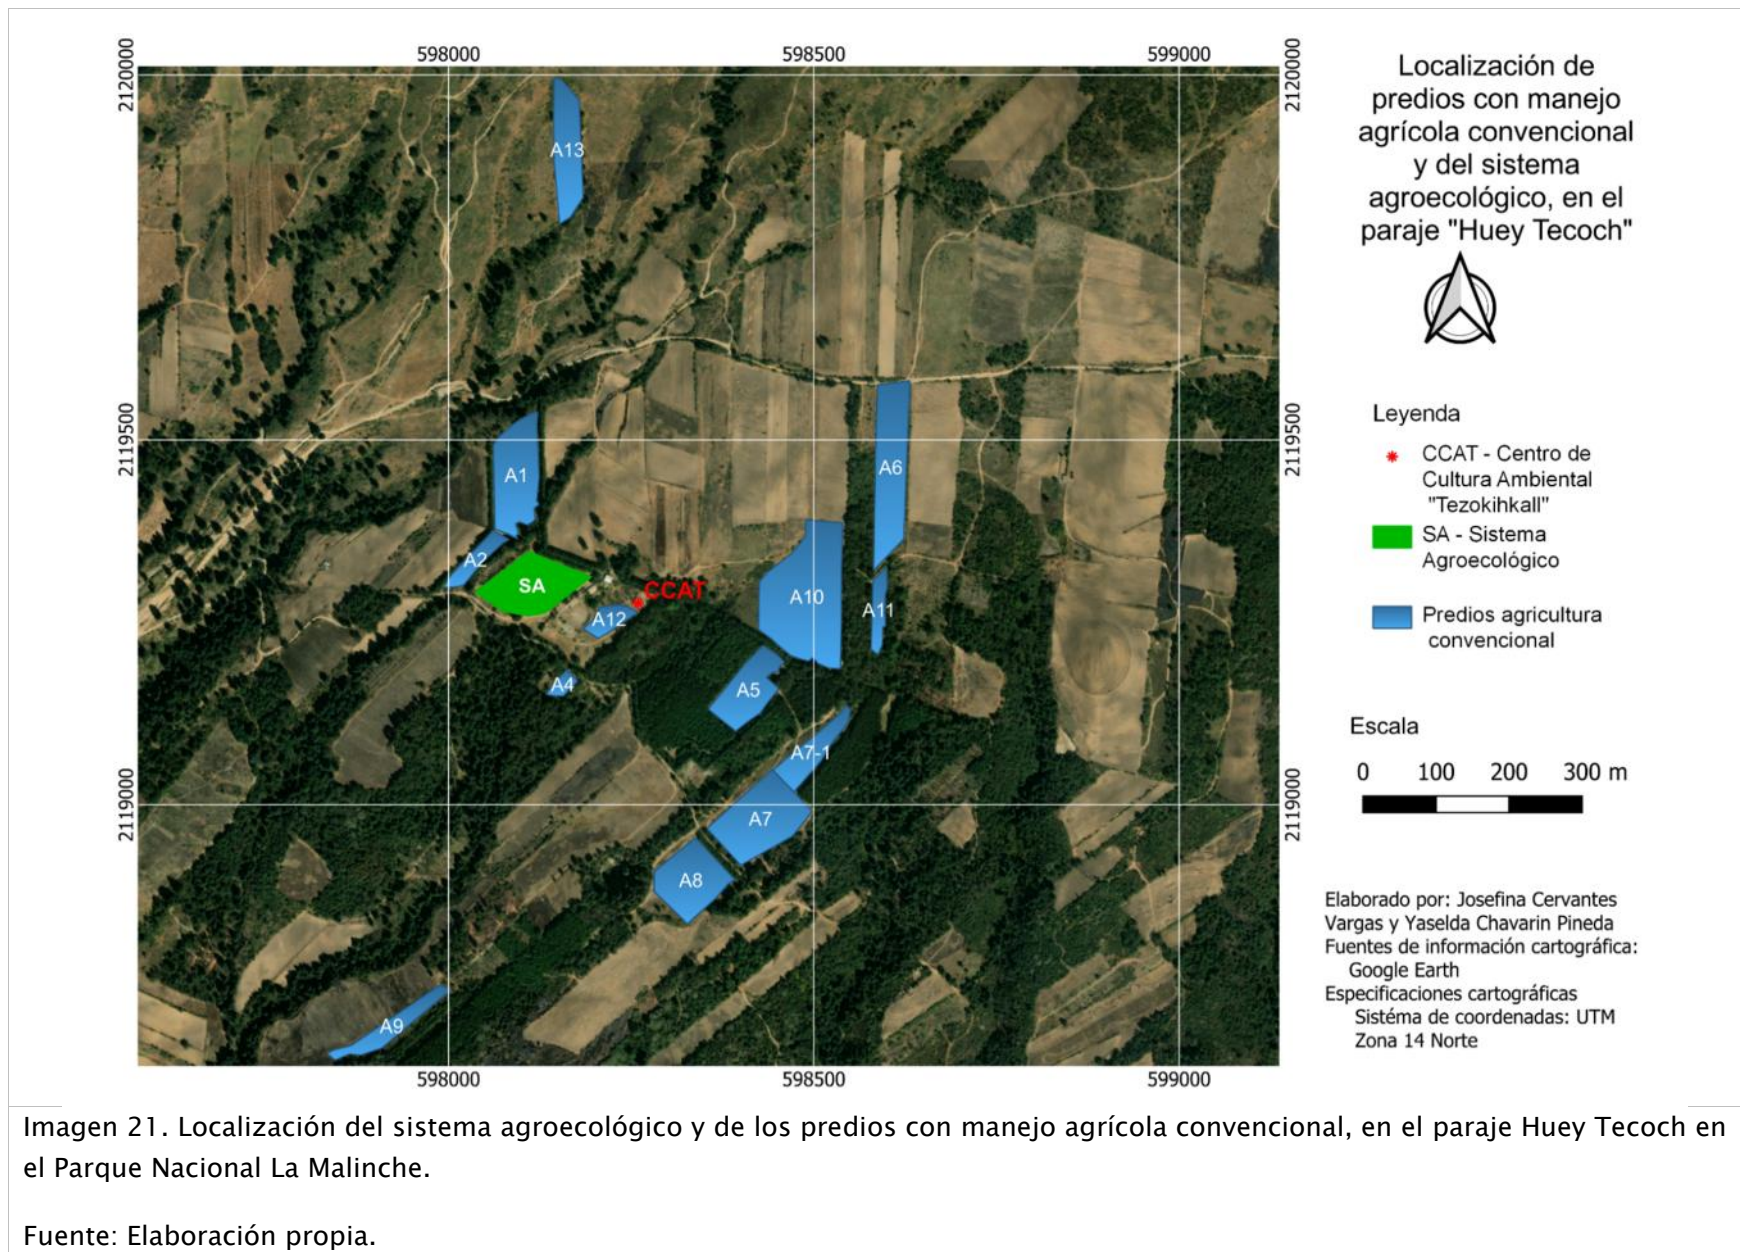 598000 598500 599000
2120000 2120000
2119500 2119500
2119000 2119000
A13
A1
A6
A2
SA
CCAT
A10
A12
A11
A4
A5
A7-1
A7
A8
A9
598000 598500 599000
Localización de
predios con manejo
agrícola convencional
y del sistema
agroecológico, en el
paraje "Huey Tecoch"
Leyenda
CCAT - Centro de
Cultura Ambiental
"Tezokihkall"
SA - Sistema
Agroecológico
Predios agricultura
convencional
Escala
0 100 200 300 m
Elaborado por: Josefina Cervantes
Vargas y Yaselda Chavarin Pineda
Fuentes de información cartográfica:
Google Earth
Especificaciones cartográficas
Sistéma de coordenadas: UTM
Zona 14 Norte
Imagen 21. Localización del sistema agroecológico y de los predios con manejo agrícola convencional, en el paraje Huey Tecoch en
el Parque Nacional La Malinche.
Fuente: Elaboración propia.